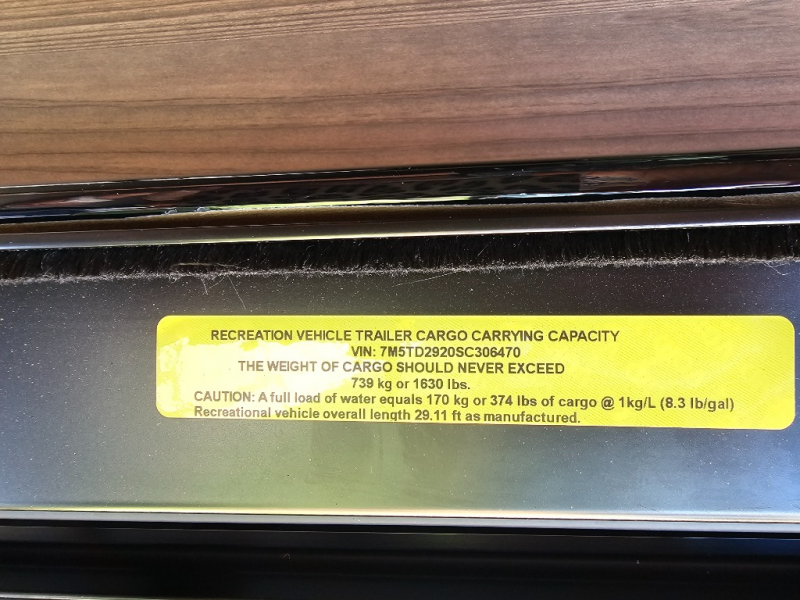 RECREATION VEHICLE TRAILER CARGO CARRYING CAPACITY
VIN: 7M5TD2920SC306470
THE WEIGHT OF CARGO SHOULD NEVER EXCEED
739 kg or 1630 lbs.
CAUTION: A full load of water equals 170 kg or 374 lbs of cargo @ 1kg/L (8.3 lb/gal)
Recreational vehicle overall length 29.11 ft as manufactured.